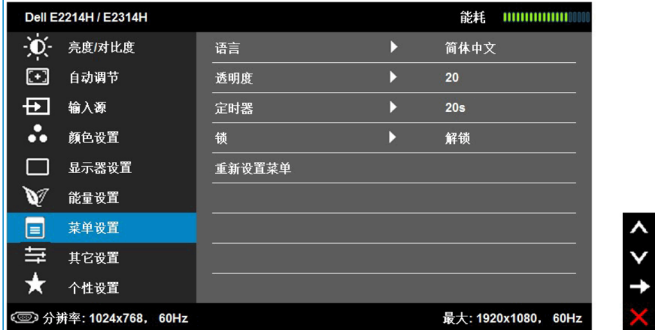 Dell E2214H / E2314H 能耗
亮度/对比度 语言 简体中文
自动调节 透明度 20
输入源 定时器 20s
颜色设置 锁 解锁
显示器设置 重新设置菜单
能量设置
菜单设置
其它设置
个性设置
分辨率: 1024x768, 60Hz 最大: 1920x1080, 60Hz